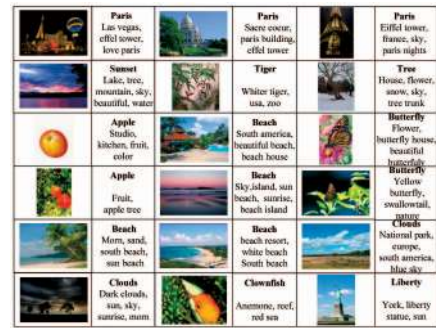 Paris
Las vegas,
effel tower,
love paris
Paris
Sacre coeur,
paris building,
effel tower
Paris
Eiffel tower,
france, sky,
paris nights
Sunset
Lake, tree,
mountain, sky,
beautiful, water
Tiger
Whiter tiger,
usa, zoo
Tree
House, flower,
snow, sky,
tree trunk
Apple
Studio,
kitchen, fruit,
color
Beach
South america,
beautiful beach,
beach house
Butterfly
Flower,
butterfly house,
beautiful
butterfuly
Apple
Fruit,
apple tree
Beach
Sky,island, sun
beach, sunrise,
beach island
Butterfly
Yellow
butterfly,
swallowtail,
nature
Beach
Morn, sand,
south beach,
sun beach
Beach
beach resort,
white beach
South beach
Clouds
National park,
europe,
south america,
blue sky
Clouds
Dark clouds,
sun, sky,
sunrise, morn
Clownfish
Anemone, reef,
red sea
Liberty
York, liberty
statue, sun